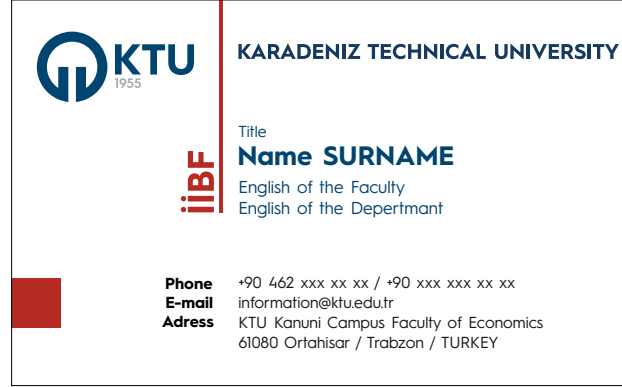 KTU
1955
KARADENIZ TECHNICAL UNIVERSITY
Title
Name SURNAME
English of the Faculty
English of the Depertmant
iiBF
Phone +90 462 xxx xx xx / +90 xxx xxx xx xx
E-mail information@ktu.edu.tr
Adress KTU Kanuni Campus Faculty of Economics
61080 Ortahisar / Trabzon / TURKEY